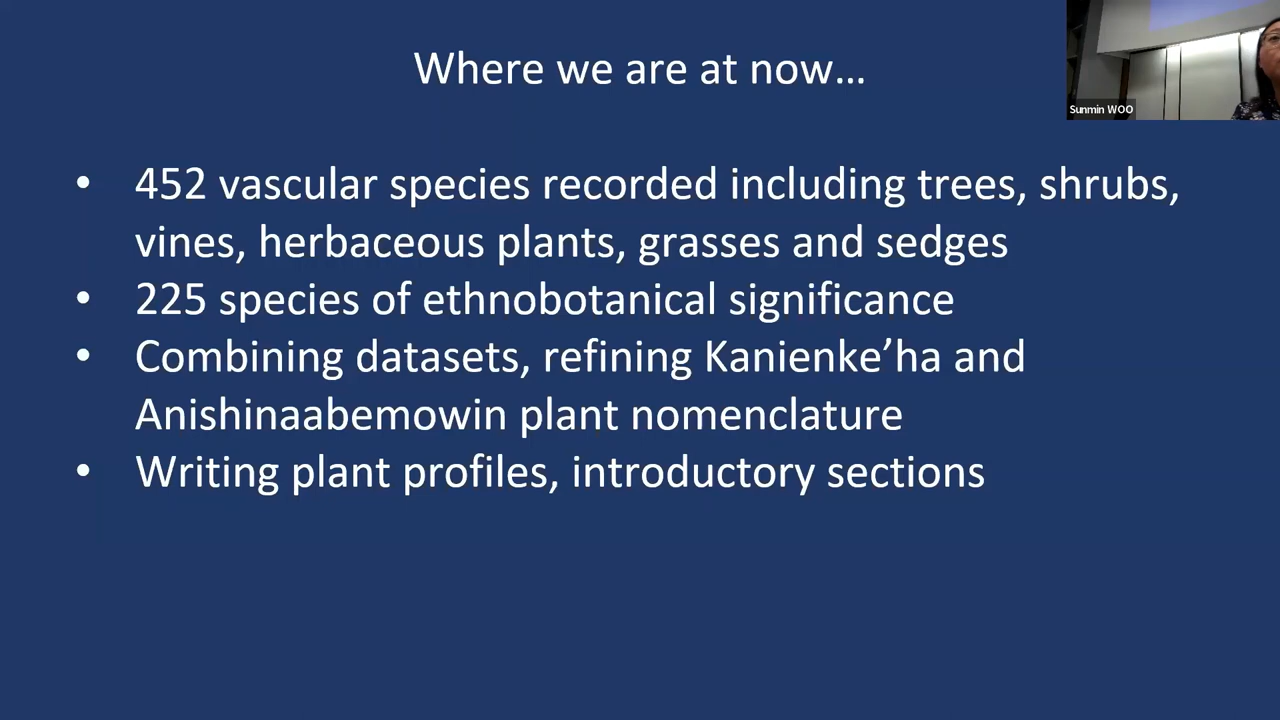 Where we are at now…
Sunmin WOO
• 452 vascular species recorded including trees, shrubs,
vines, herbaceous plants, grasses and sedges
• 225 species of ethnobotanical significance
• Combining datasets, refining Kanienke’ha and
Anishinaabemowin plant nomenclature
• Writing plant profiles, introductory sections